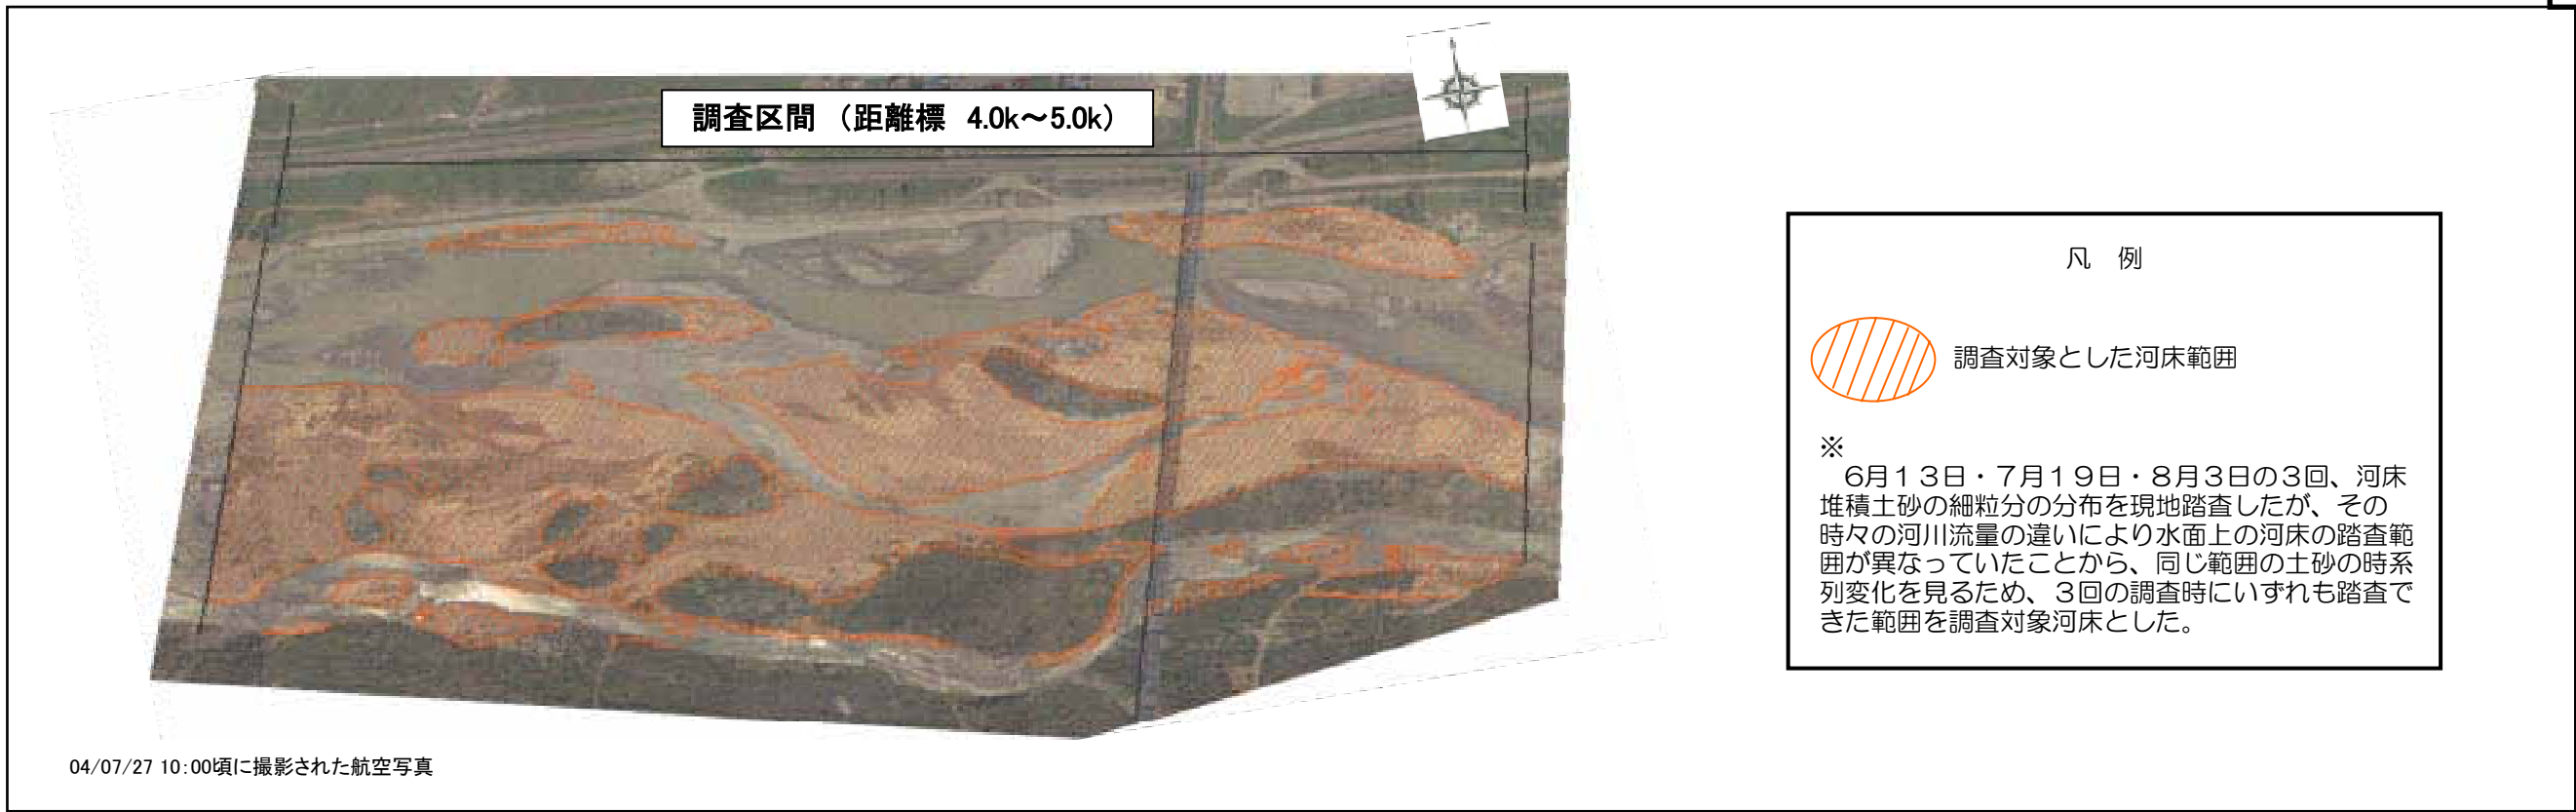 調査区間 （距離標 4.0k～5.0k）
凡 例
調査対象とした河床範囲
※
6月13日・7月19日・8月3日の3回、河床
堆積土砂の細粒分の分布を現地踏査したが、その
時々の河川流量の違いにより水面上の河床の踏査範
囲が異なっていたことから、同じ範囲の土砂の時系
列変化を見るため、3回の調査時にいずれも踏査で
きた範囲を調査対象河床とした。
04/07/27 10:00頃に撮影された航空写真